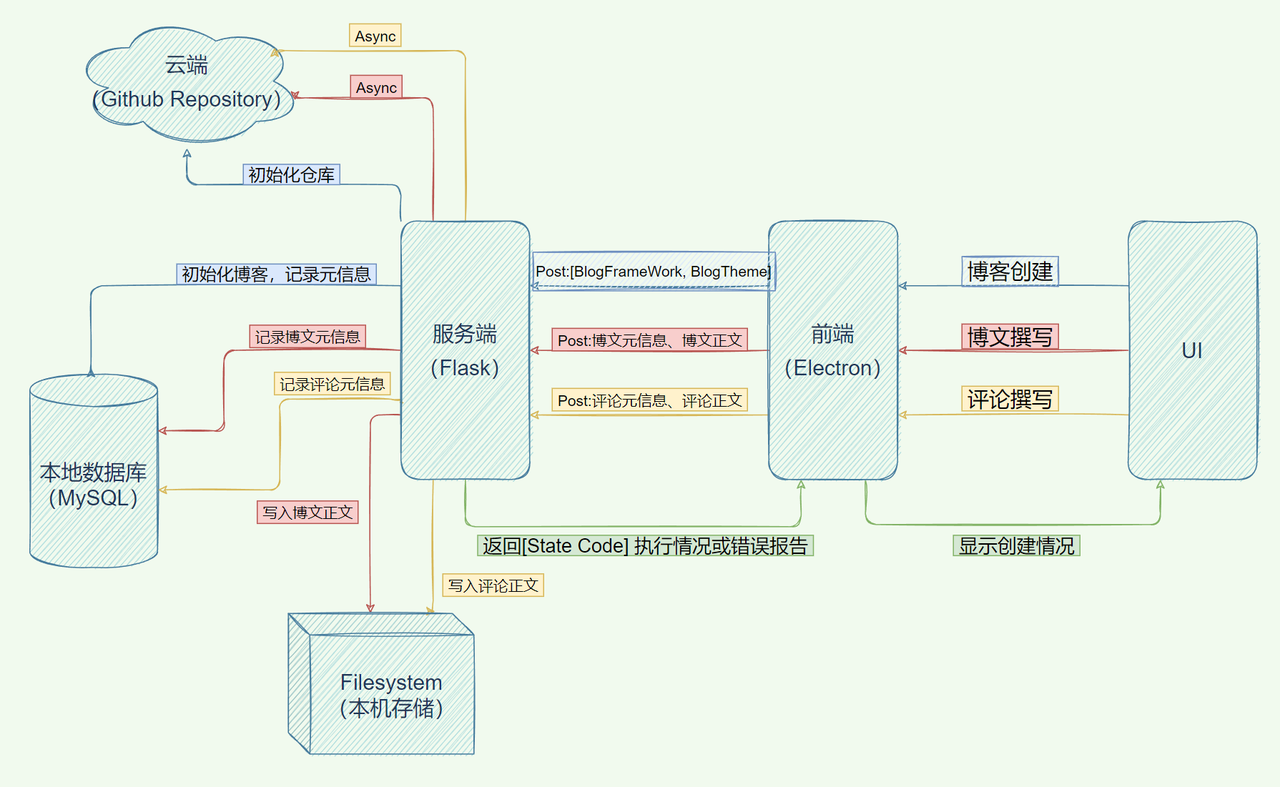 Async
云端
(Github Repository)
Async
初始化仓库
初始化博客，记录元信息
Post:[BlogFrameWork, BlogTheme]
博客创建
记录博文元信息
服务端
(Flask)
Post:博文元信息、博文正文
前端
(Electron)
博文撰写
UI
记录评论元信息
Post:评论元信息、评论正文
评论撰写
本地数据库
(MySQL)
写入博文正文
返回[State Code] 执行情况或错误报告
显示创建情况
写入评论正文
Filesystem
(本机存储)